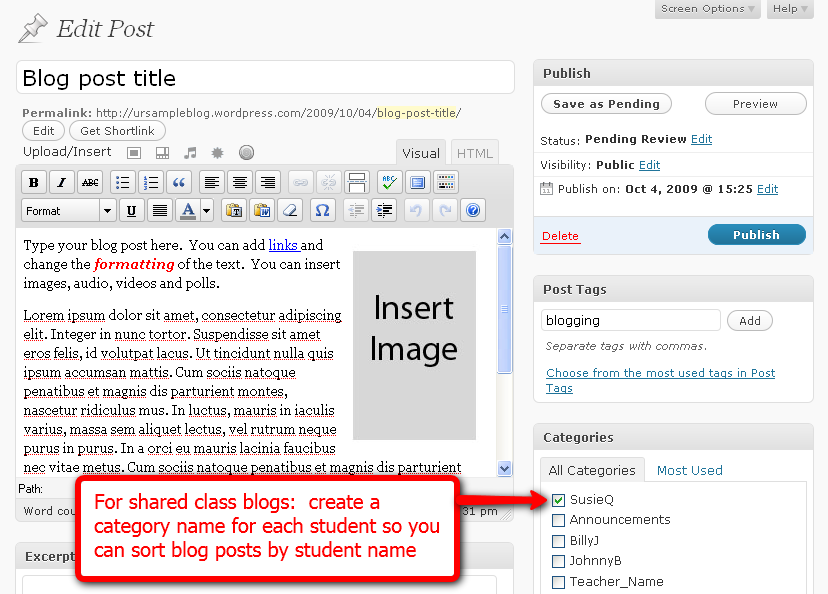 Screen Options
Help
Edit Post
Blog post title
Permalink: http://ursampleblog.wordpress.com/2009/10/04/blog-post-title/
Edit
Get Shortlink
Upload/Insert
Visual
HTML
B
I
ABC
ABC
Format
U
A
Type your blog post here. You can add links and
change the formatting of the text. You can insert
images, audio, videos and polls.
Insert
Image
Lorem ipsum dolor sit amet, consectetur adipiscing
elit. Integer in nunc tortor. Suspendisse sit amet
eros felis, id volutpat lacus. Ut tincidunt nulla quis
ipsum accumsan mattis. Cum sociis natoque
penatibus et magnis dis parturient montes,
nascetur ridiculus mus. In luctus, mauris in iaculis
varius, massa sem aliquet lectus, vel rutrum neque
purus in purus. In a orci eu mauris lacinia faucibus
nec vitae metus. Cum sociis natoque penatibus et magnis dis parturient
Path:
Word cou
31 pm
For shared class blogs: create a
category name for each student so you
can sort blog posts by student name
Excerpt
Publish
Save as Pending
Preview
Status: Pending Review Edit
Visibility: Public Edit
Publish on: Oct 4, 2009 @ 15:25 Edit
Delete
Publish
Post Tags
blogging
Add
Separate tags with commas.
Choose from the most used tags in Post
Tags
Categories
All Categories
Most Used
SusieQ
Announcements
BillyJ
JohnnyB
Teacher_Name